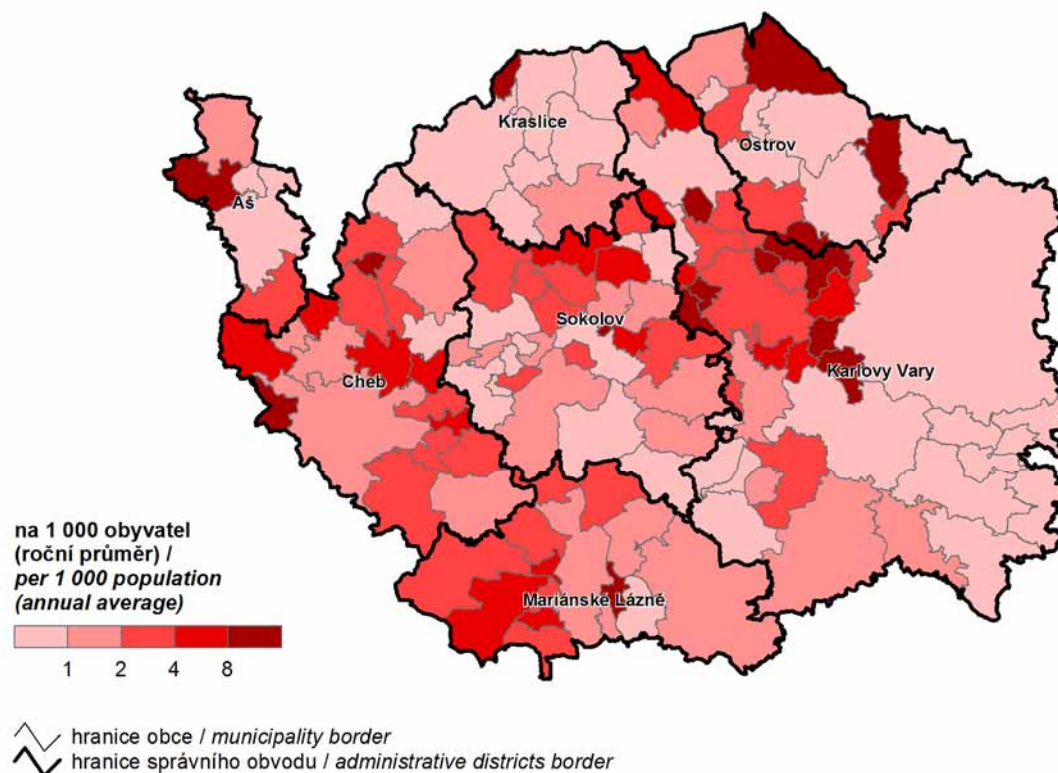 Kraslice
Ostrov
Aš
Sokolov
Cheb
Karlovy Vary
Mariánské Lázně
na 1 000 obyvatel
(roční průměr) /
per 1 000 population
(annual average)
1 2 4 8
hranice obce / municipality border
hranice správního obvodu / administrative districts border